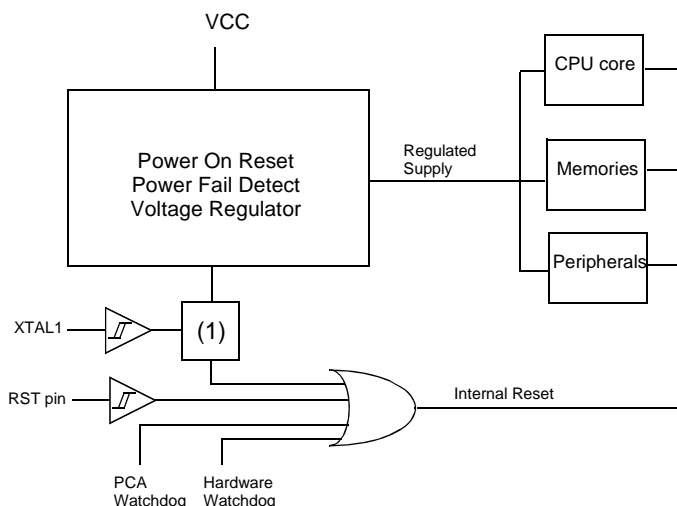 VCC
CPU core
Power On Reset
Power Fail Detect
Voltage Regulator
Regulated
Supply
Memories
Peripherals
XTAL1
(1)
RST pin
Internal Reset
PCA
Watchdog
Hardware
Watchdog